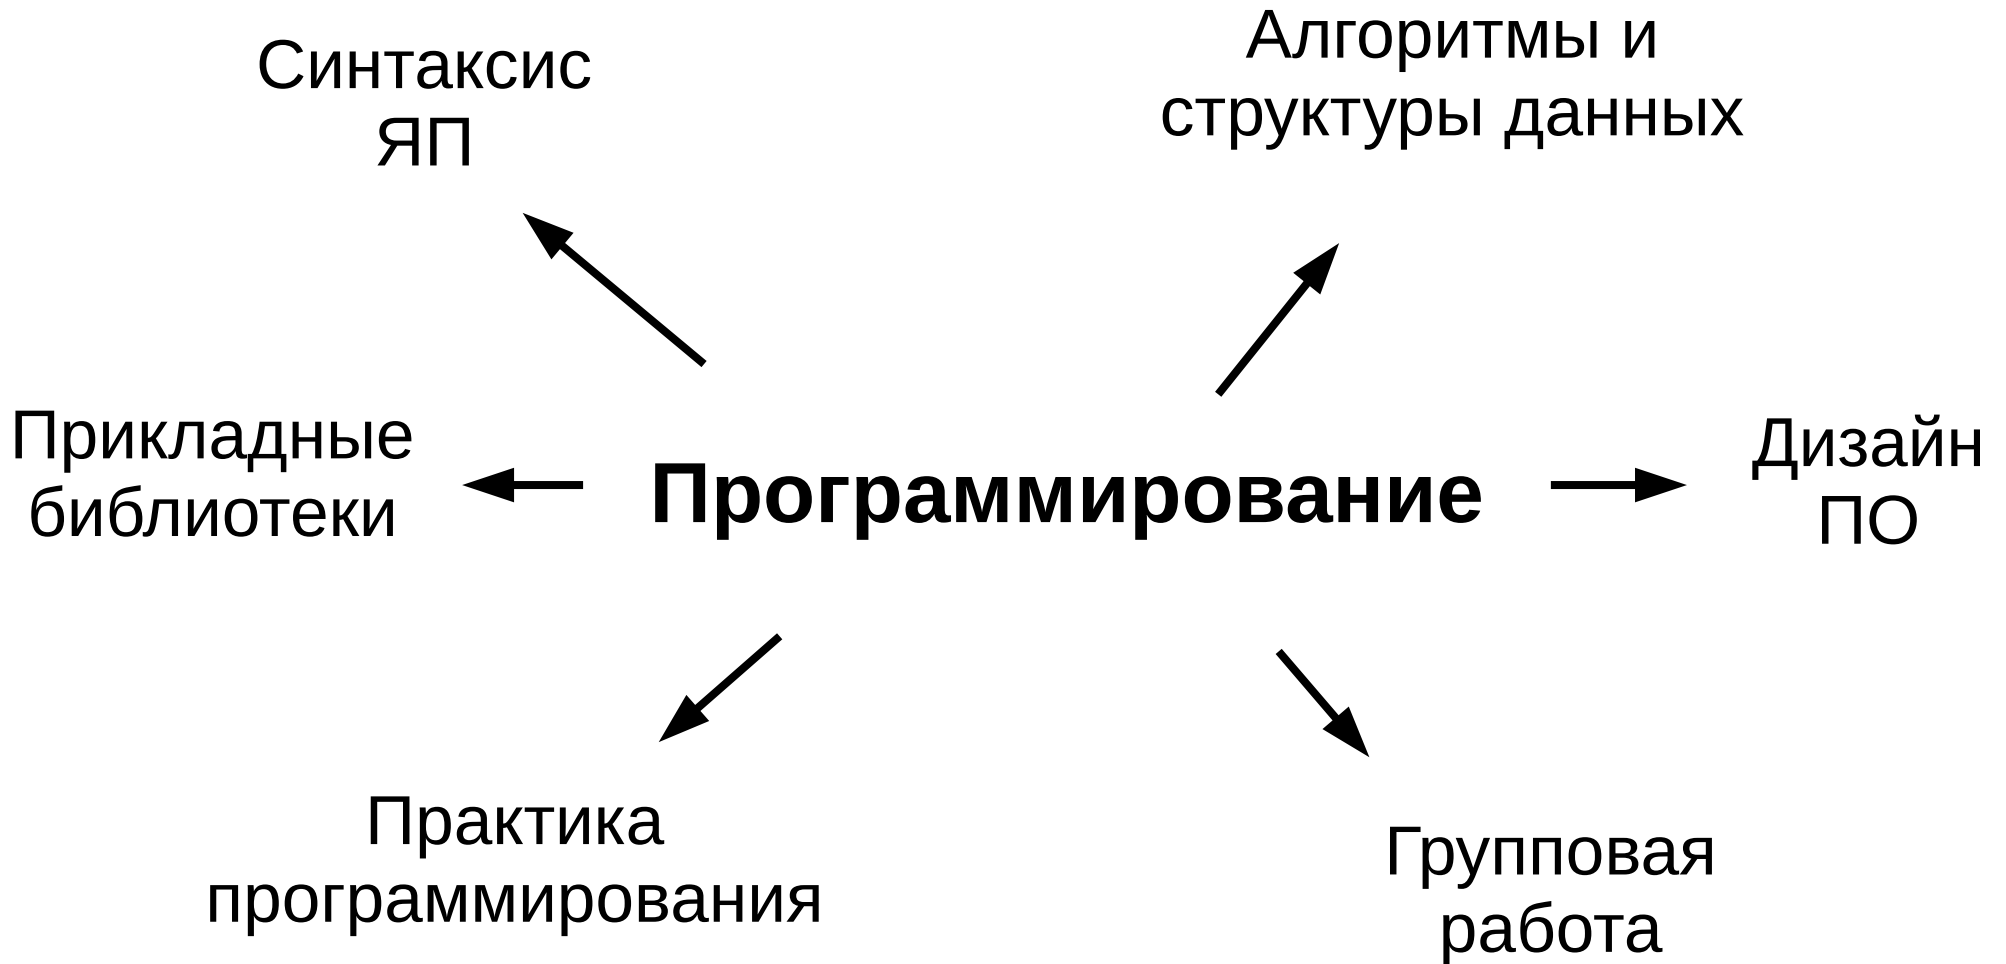 Синтаксис
ЯП
Алгоритмы и
структуры данных
Прикладные
библиотеки
Программирование
Дизайн
ПО
Практика
программирования
Групповая
работа